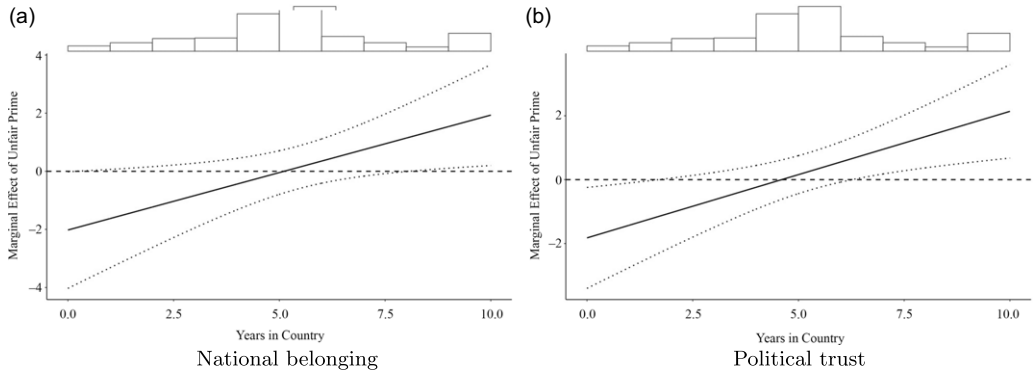 (a)
Marginal Effect of Unfair Prime
4
2
0
−2
−4
0.0 2.5 5.0 7.5 10.0
Years in Country
National belonging
(b)
Marginal Effect of Unfair Prime
2
0
−2
0.0 2.5 5.0 7.5 10.0
Years in Country
Political trust